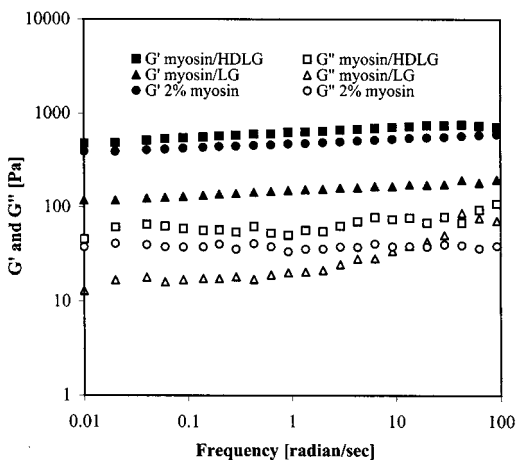 10000
1000
100
10
1
G' and G'' [Pa]
G' myosin/HDLG
G'' myosin/HDLG
G' myosin/LG
G'' myosin/LG
G' 2% myosin
G'' 2% myosin
0.01
0.1
1
10
100
Frequency [radian/sec]